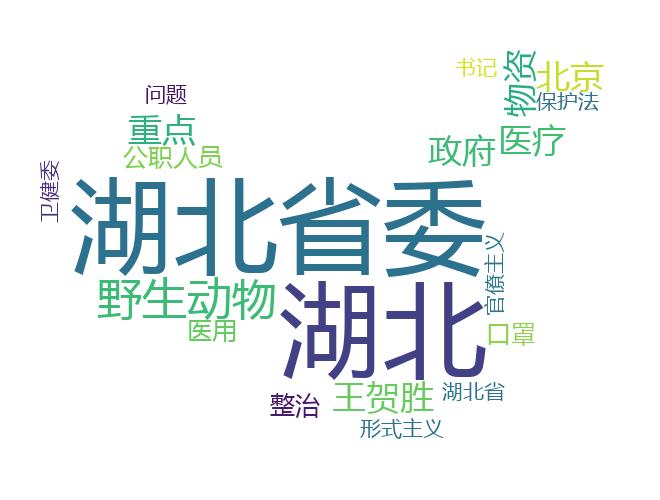 书记
物资
北京
问题
保护法
重点
政府
医疗
公职人员
卫健委
湖北省委
官僚主义
野生动物
湖北
医用
口罩
王贺胜
湖北省
整治
形式主义